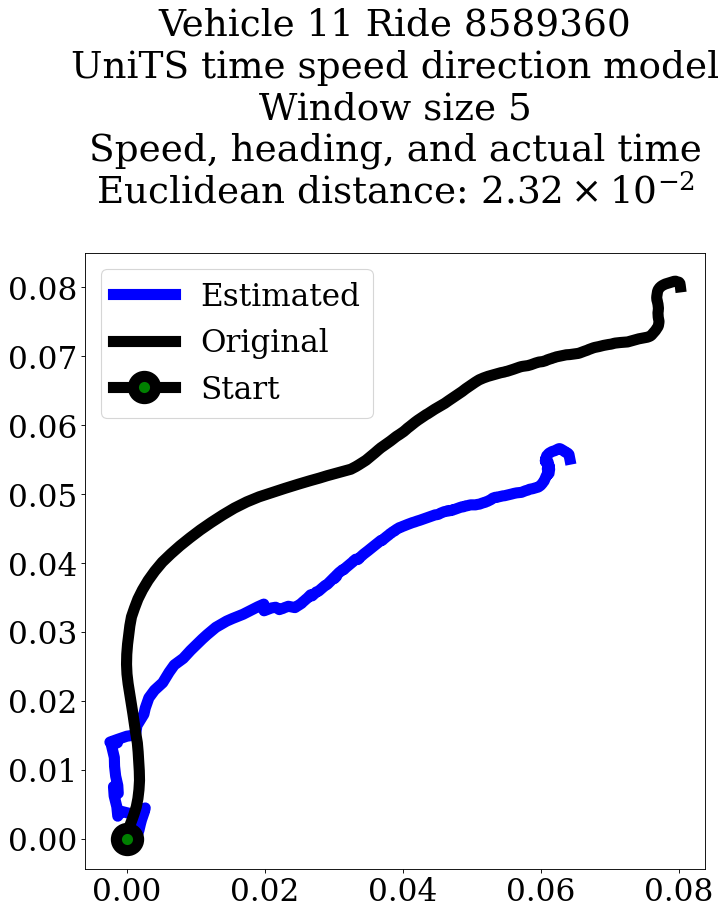 Vehicle 11 Ride 8589360
UniTS time speed direction model
Window size 5
Speed, heading, and actual time
Euclidean distance: 2.32 × 10⁻²
Estimated
Original
Start
0.08
0.07
0.06
0.05
0.04
0.03
0.02
0.01
0.00
0.00 0.02 0.04 0.06 0.08